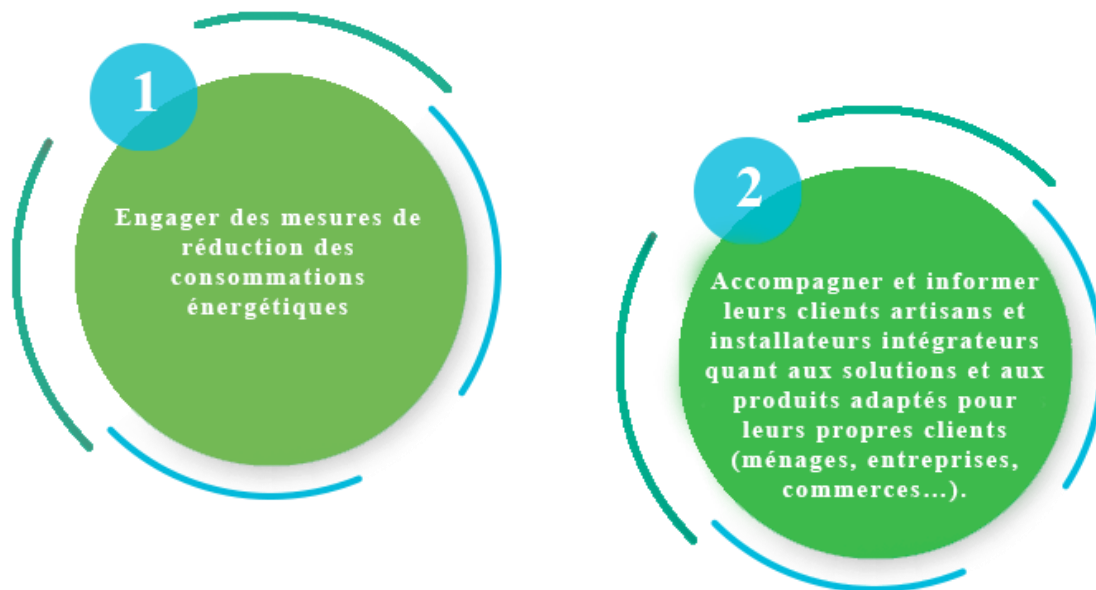 1
Engager des mesures de
réduction des
consommations
énergétiques
2
Accompagner et informer
leurs clients artisans et
installateurs intégrateurs
quant aux solutions et aux
produits adaptés pour
leurs propres clients
(ménages, entreprises,
commerces...).